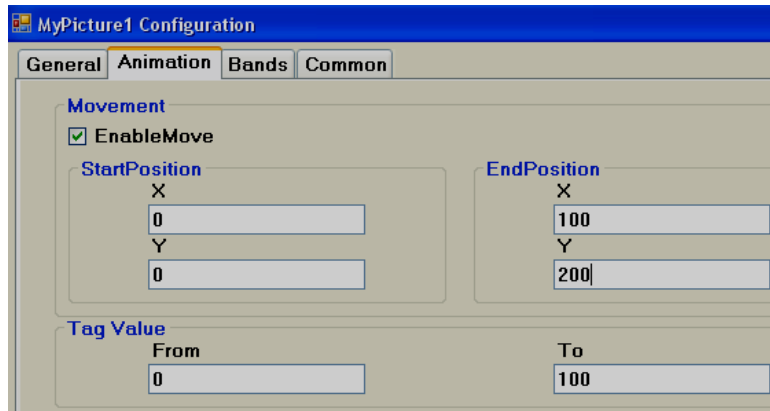 MyPicture1 Configuration
General Animation Bands Common
Movement
EnableMove
StartPosition EndPosition
X X
0 100
Y Y
0 200
Tag Value
From To
0 100